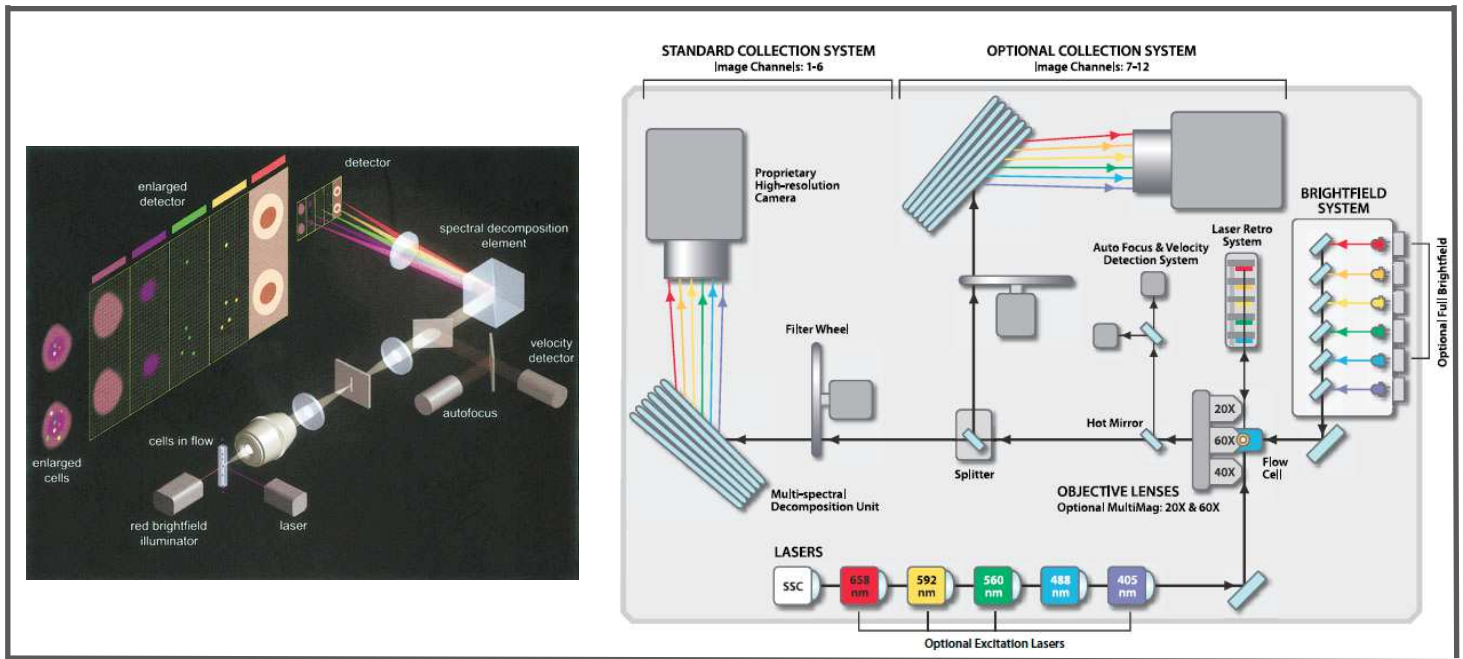 detector
enlarged
detector
spectral decomposition
element
velocity
detector
autofocus
cells in flow
enlarged
cells
red brightfield
illuminator
laser
STANDARD COLLECTION SYSTEM
Image Channels: 1-6
OPTIONAL COLLECTION SYSTEM
Image Channels: 7-12
Proprietary
High-resolution
Camera
BRIGHTFIELD
SYSTEM
Laser Retro
System
Auto Focus & Velocity
Detection System
Optional Full Brightfield
Filter Wheel
Hot Mirror
20X
60X
40X
Splitter
Flow
Cell
OBJECTIVE LENSES
Optional MultiMag: 20X & 60X
Multi-spectral
Decomposition Unit
LASERS
SSC
658
nm
592
nm
560
nm
488
nm
405
nm
Optional Excitation Lasers